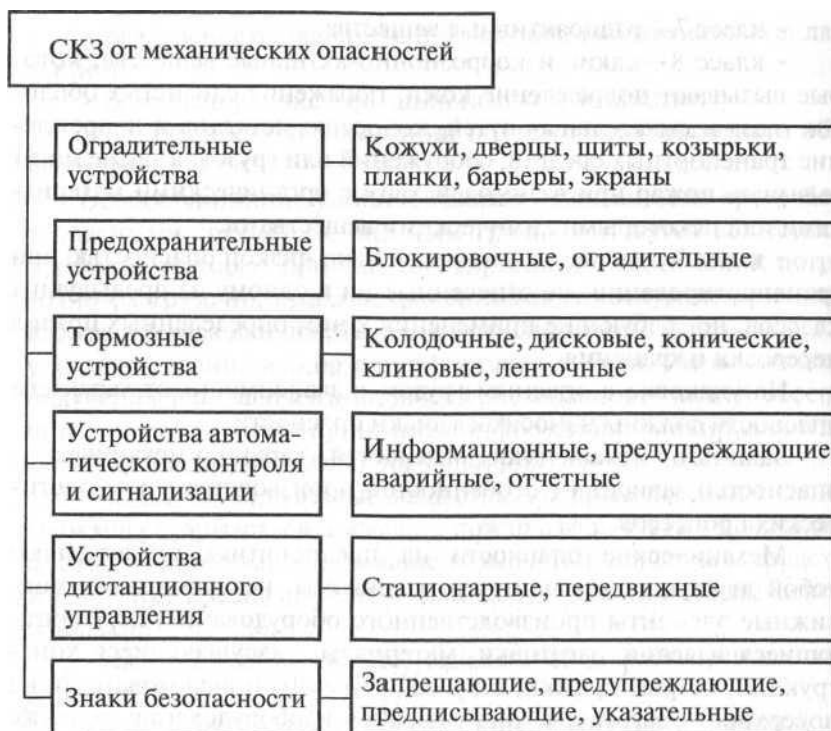 СКЗ от механических опасностей
Оградительные
устройства
Кожухи, дверцы, щиты, козырьки,
планки, барьеры, экраны
Предохранительные
устройства
Блокировочные, оградительные
Тормозные
устройства
Колодочные, дисковые, конические,
клиновые, ленточные
Устройства автома-
тического контроля
и сигнализации
Информационные, предупреждающие
аварийные, отчетные
Устройства
дистанционного
управления
Стационарные, передвижные
Знаки безопасности
Запрещающие, предупреждающие,
предписывающие, указательные